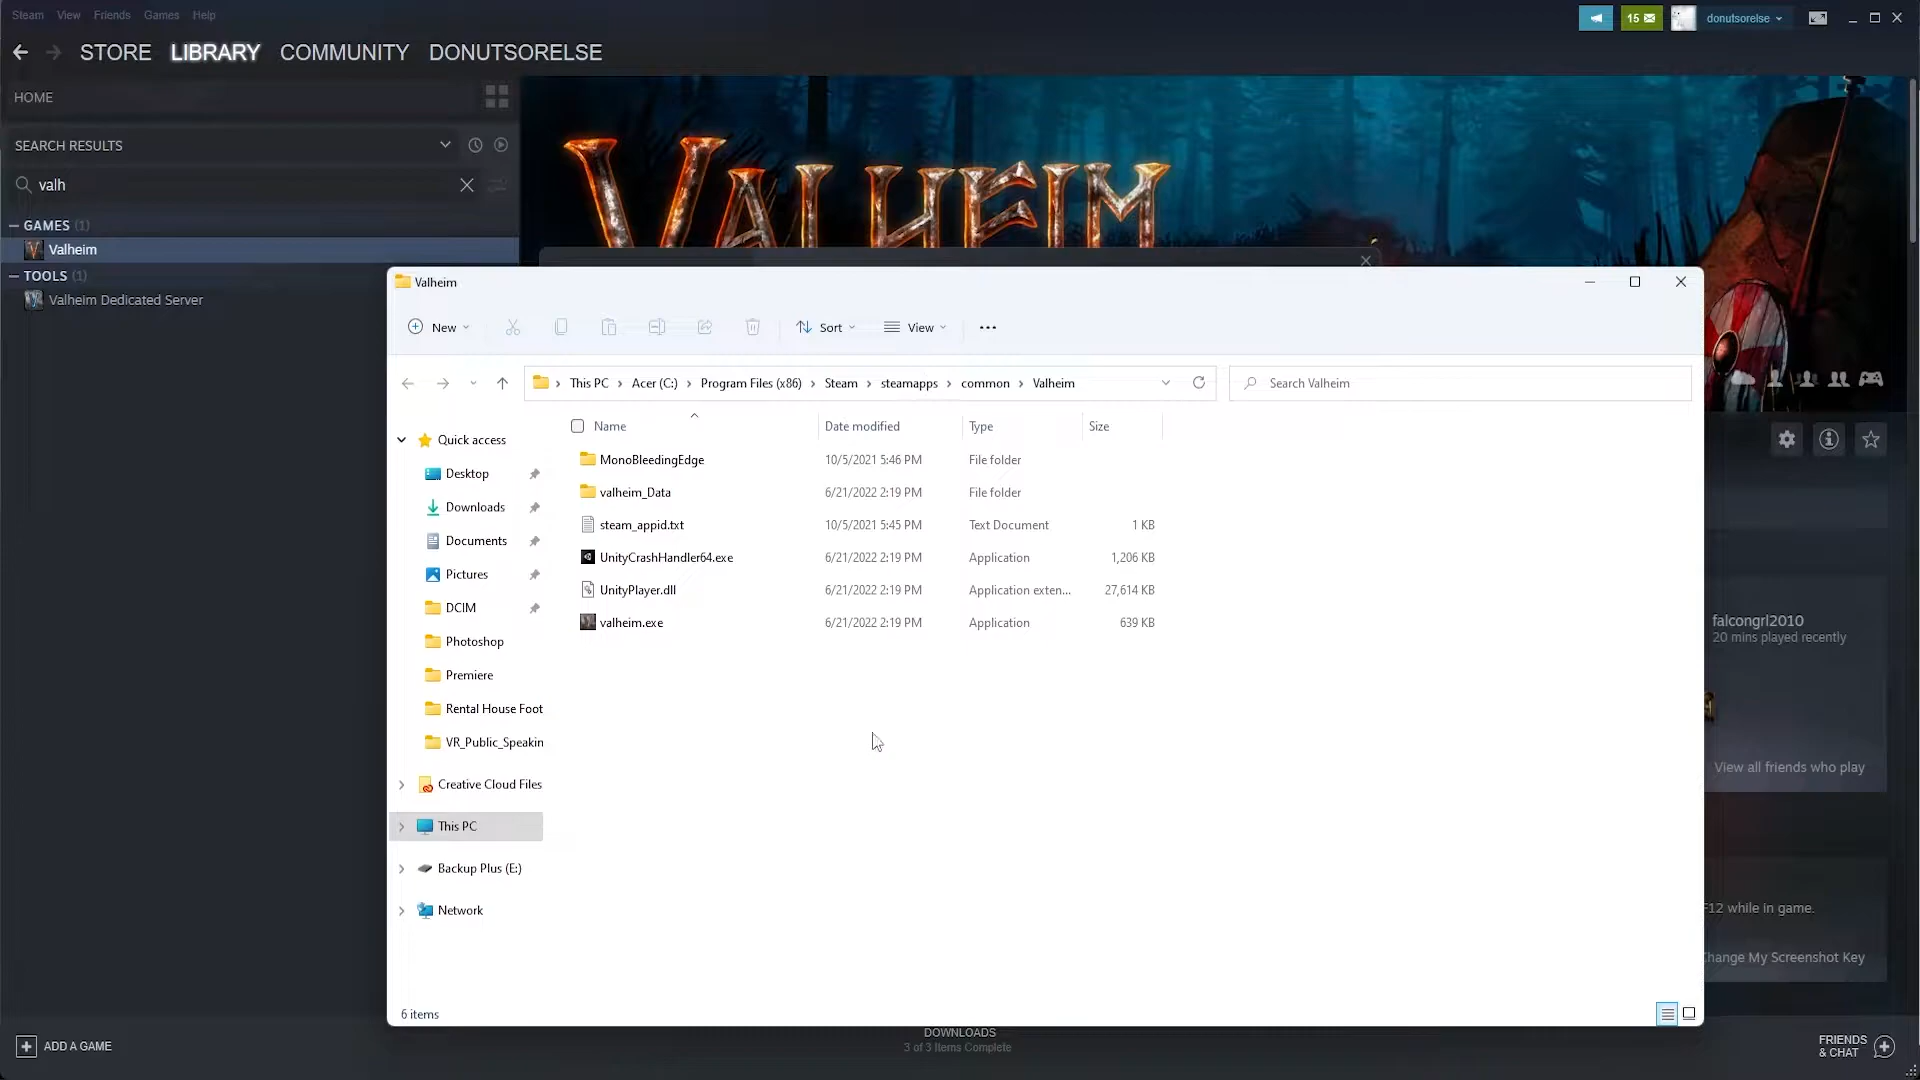 Steam View Friends Games Help
15
donutsorelse
STORE LIBRARY COMMUNITY DONUTSORELSE
HOME
SEARCH RESULTS
valh
GAMES (1)
Valheim
TOOLS (1)
Valheim Dedicated Server
VALHEIM
Valheim
New
Sort
View
This PC
Acer (C:)
Program Files (x86)
Steam
steamapps
common
Valheim
Search Valheim
Name
Date modified
Type
Size
MonoBleedingEdge 10/5/2021 5:46 PM File folder
valheim_Data 6/21/2022 2:19 PM File folder
steam_appid.txt 10/5/2021 5:45 PM Text Document 1 KB
UnityCrashHandler64.exe 6/21/2022 2:19 PM Application 1,206 KB
UnityPlayer.dll 6/21/2022 2:19 PM Application exten... 27,614 KB
valheim.exe 6/21/2022 2:19 PM Application 639 KB
Quick access
Desktop
Downloads
Documents
Pictures
DCIM
Photoshop
Premiere
Rental House Foot
VR_Public_Speakin
Creative Cloud Files
This PC
Backup Plus (E:)
Network
6 items
falcongrl2010
20 mins played recently
View all friends who play
F12 while in game.
Change My Screenshot Key
ADD A GAME
DOWNLOADS
3 of 3 Items Complete
FRIENDS
& CHAT